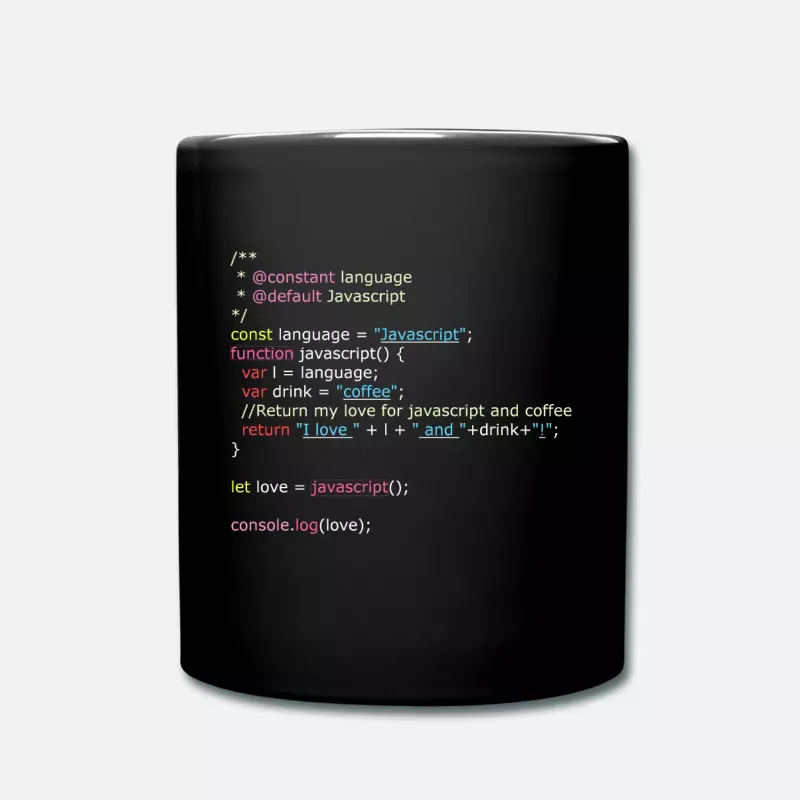 /**
* @constant language
* @default Javascript
*/
const language = "Javascript";
function javascript() {
var l = language;
var drink = "coffee";
//Return my love for javascript and coffee
return "I love " + l + " and "+drink+"!";
}
let love = javascript();
console.log(love);